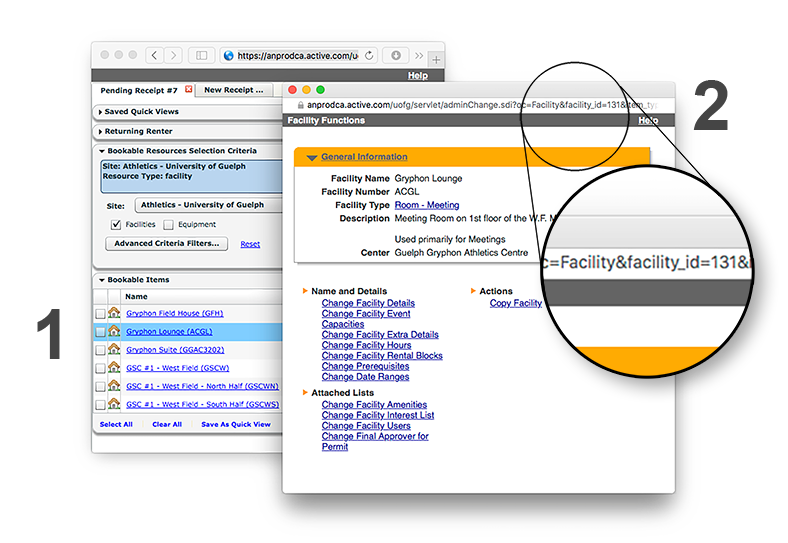 1
https://anprodca.active.com/u
Help
Pending Receipt #7
New Receipt ...
Saved Quick Views
Returning Renter
Bookable Resources Selection Criteria
Site: Athletics - University of Guelph
Resource Type: facility
Site: Athletics - University of Guelph
Facilities Equipment
Advanced Criteria Filters... Reset
Bookable Items
Name
Gryphon Field House (GFH)
Gryphon Lounge (ACGL)
Gryphon Suite (GGAC3202)
GSC #1 - West Field (GSCW)
GSC #1 - West Field - North Half (GSCWN)
GSC #1 - West Field - South Half (GSCWS)
Select All Clear All Save As Quick View
2
anprodca.active.com/uofg/servlet/adminChange.sdi?oc=Facility&facility_id=131&item_ty
Facility Functions Help
General Information
Facility Name Gryphon Lounge
Facility Number ACGL
Facility Type Room - Meeting
Description Meeting Room on 1st floor of the W.F. M
Used primarily for Meetings
Center Guelph Gryphon Athletics Centre
Name and Details
Change Facility Details
Change Facility Event
Capacities
Change Facility Extra Details
Change Facility Hours
Change Facility Rental Blocks
Change Prerequisites
Change Date Ranges
Attached Lists
Change Facility Amenities
Change Facility Interest List
Change Facility Users
Change Final Approver for
Permit
Actions
Copy Facility
c=Facility&facility_id=131&